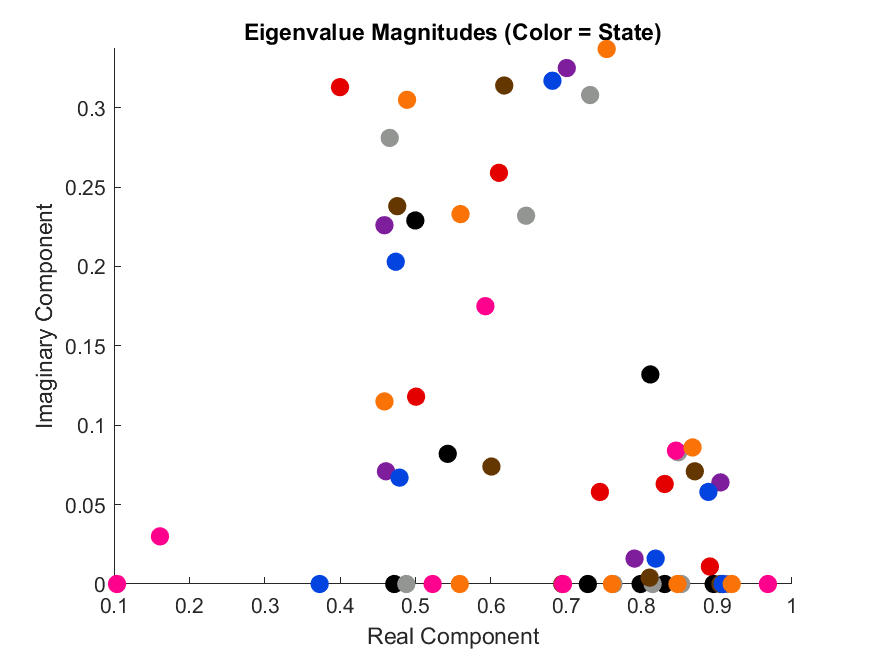 Eigenvalue Magnitudes (Color = State)
0.3
0.25
0.2
0.15
0.1
0.05
0
Imaginary Component
0.1 0.2 0.3 0.4 0.5 0.6 0.7 0.8 0.9 1
Real Component